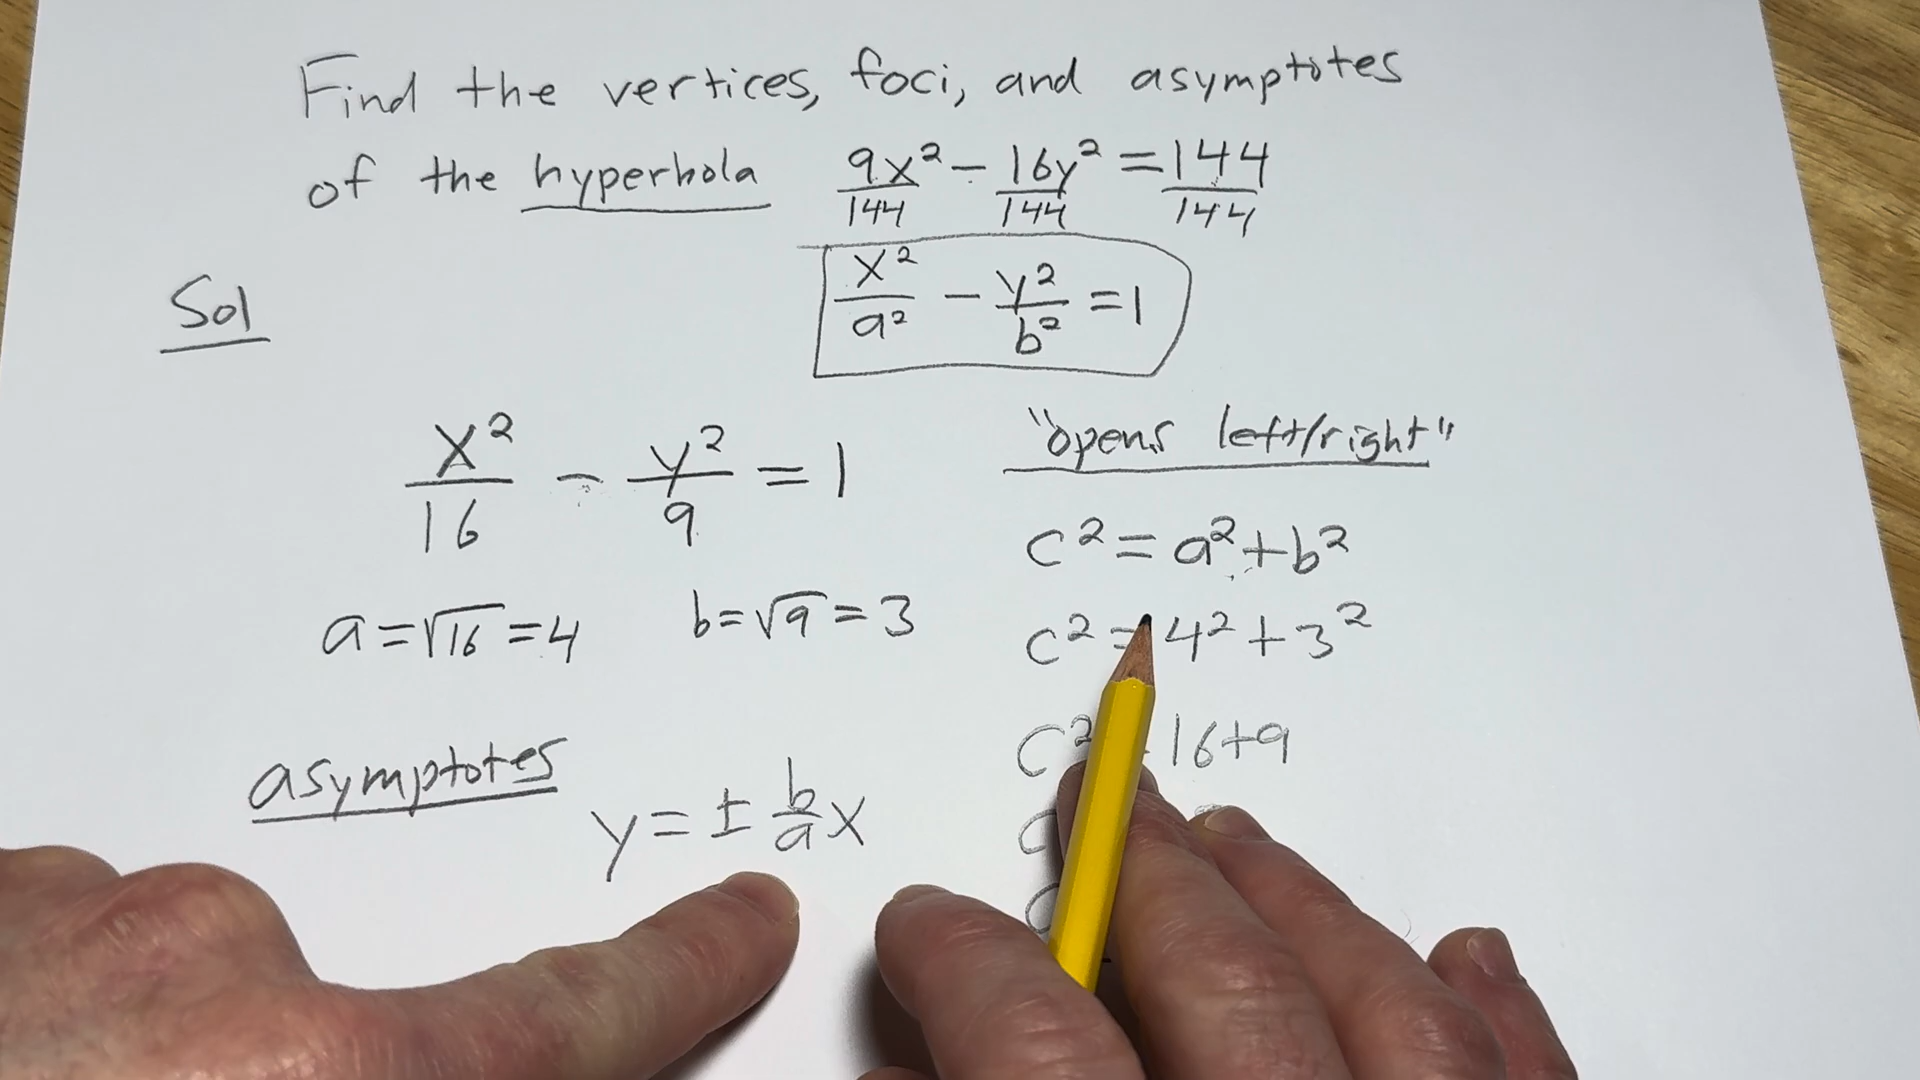 Find the vertices, foci, and asymptotes
of the hyperbola 9x²/144 - 16y²/144 = 144/144
x²/a² - y²/b² = 1
Sol
x²/16 - y²/9 = 1
"opens left/right"
c² = a² + b²
a = √16 = 4
b = √9 = 3
c² = 4² + 3²
c² 16+9
asymptotes
y = ± b/a x